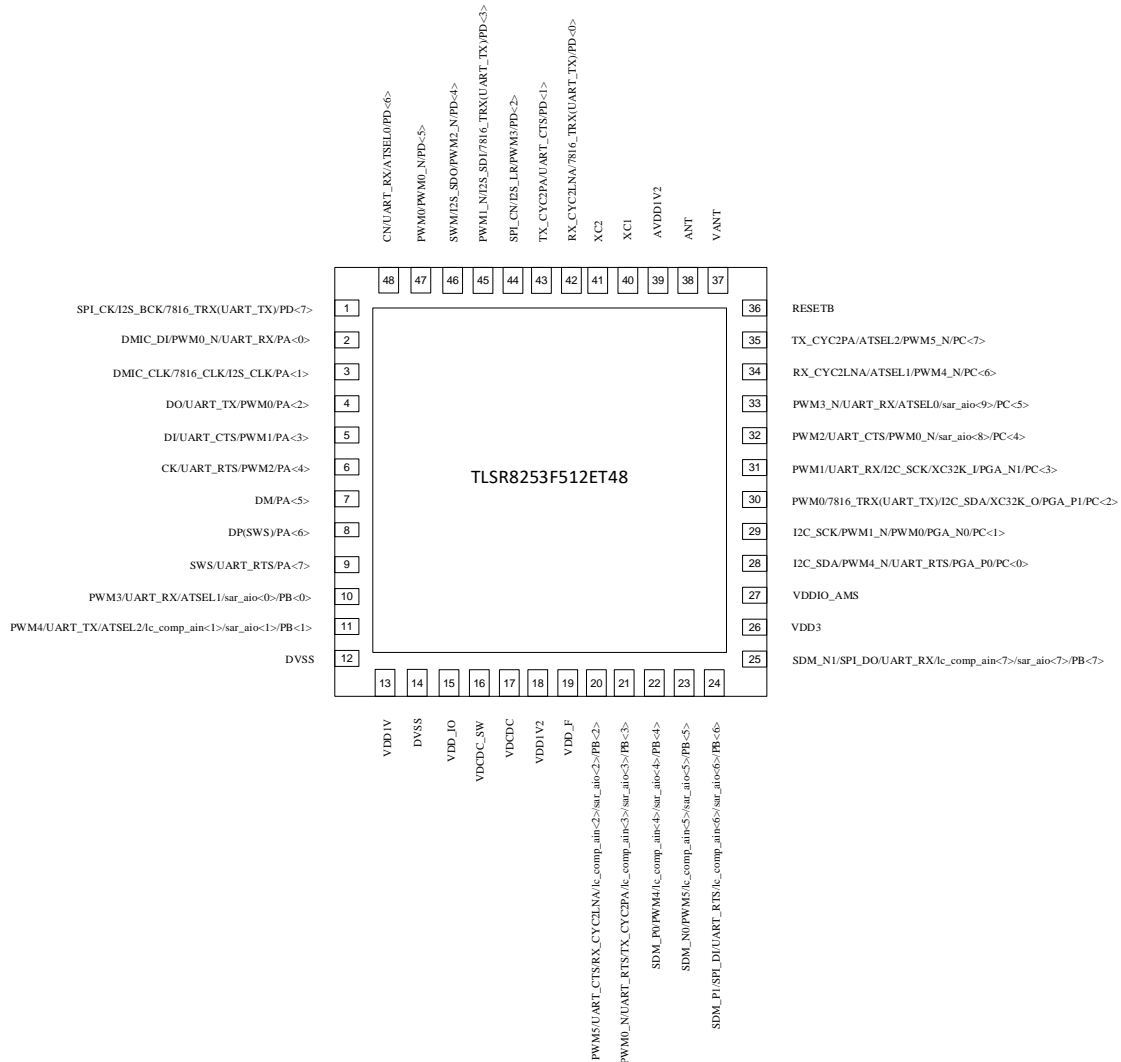 CN/UART_RX/ATSEL0/PD<6>
PWM0/PWM0_N/PD<5>
SWM/I2S_SDO/PWM2_N/PD<4>
PWM1_N/I2S_SDI/7816_TRX(UART_TX)/PD<3>
SPI_CN/I2S_LR/PWM3/PD<2>
TX_CYC2PA/UART_CTS/PD<1>
RX_CYC2LNA/7816_TRX(UART_TX)/PD<0>
XC2
XC1
AVDD1V2
ANT
VANT
48 47 46 45 44 43 42 41 40 39 38 37
SPI_CK/I2S_BCK/7816_TRX(UART_TX)/PD<7> 1
DMIC_DI/PWM0_N/UART_RX/PA<0> 2
DMIC_CLK/7816_CLK/I2S_CLK/PA<1> 3
DO/UART_TX/PWM0/PA<2> 4
DI/UART_CTS/PWM1/PA<3> 5
CK/UART_RTS/PWM2/PA<4> 6
DM/PA<5> 7
DP(SWS)/PA<6> 8
SWS/UART_RTS/PA<7> 9
PWM3/UART_RX/ATSEL1/sar_aio<0>/PB<0> 10
PWM4/UART_TX/ATSEL2/lc_comp_ain<1>/sar_aio<1>/PB<1> 11
DVSS 12
TLSR8253F512ET48
36 RESETB
35 TX_CYC2PA/ATSEL2/PWM5_N/PC<7>
34 RX_CYC2LNA/ATSEL1/PWM4_N/PC<6>
33 PWM3_N/UART_RX/ATSEL0/sar_aio<9>/PC<5>
32 PWM2/UART_CTS/PWM0_N/sar_aio<8>/PC<4>
31 PWM1/UART_RX/I2C_SCK/XC32K_I/PGA_N1/PC<3>
30 PWM0/7816_TRX(UART_TX)/I2C_SDA/XC32K_O/PGA_P1/PC<2>
29 I2C_SCK/PWM1_N/PWM0/PGA_N0/PC<1>
28 I2C_SDA/PWM4_N/UART_RTS/PGA_P0/PC<0>
27 VDDIO_AMS
26 VDD3
25 SDM_N1/SPI_DO/UART_RX/lc_comp_ain<7>/sar_aio<7>/PB<7>
13 14 15 16 17 18 19 20 21 22 23 24
VDD1V
DVSS
VDD_IO
VDCDC_SW
VDCDC
VDD1V2
VDD_F
PWM5/UART_CTS/RX_CYC2LNA/lc_comp_ain<2>/sar_aio<2>/PB<2>
PWM0_N/UART_RTS/TX_CYC2PA/lc_comp_ain<3>/sar_aio<3>/PB<3>
SDM_P0/PWM4/lc_comp_ain<4>/sar_aio<4>/PB<4>
SDM_N0/PWM5/lc_comp_ain<5>/sar_aio<5>/PB<5>
SDM_P1/SPI_DI/UART_RTS/lc_comp_ain<6>/sar_aio<6>/PB<6>